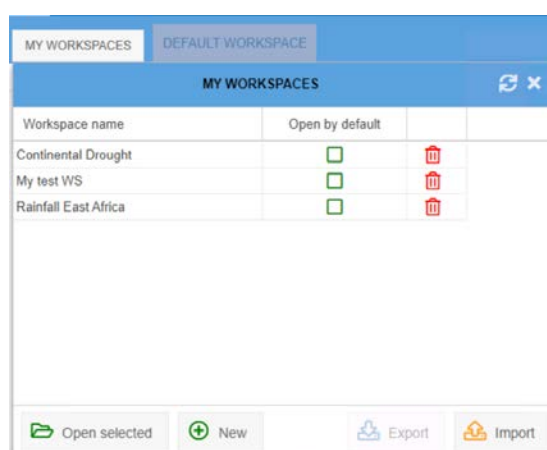 MY WORKSPACES DEFAULT WORKSPACE
MY WORKSPACES
Workspace name Open by default
Continental Drought
My test WS
Rainfall East Africa
Open selected New Export Import